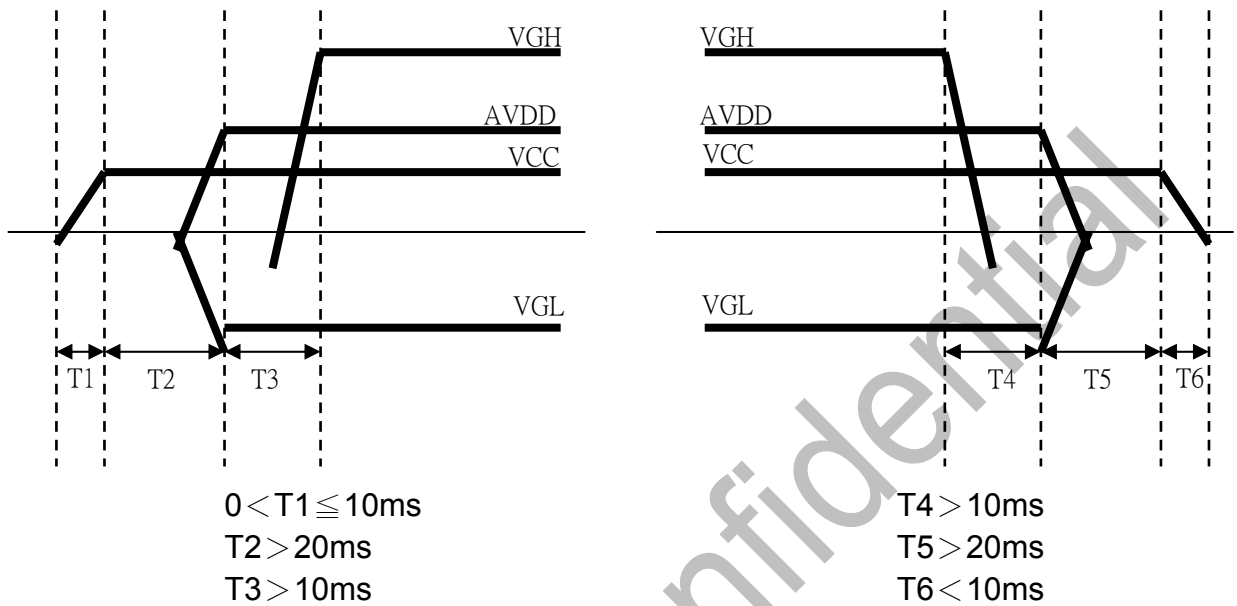 VGH
AVDD
VCC
VGL
T1 T2 T3
0<T1≦10ms
T2>20ms
T3>10ms
VGH
AVDD
VCC
VGL
T4 T5 T6
T4>10ms
T5>20ms
T6<10ms
nfidential